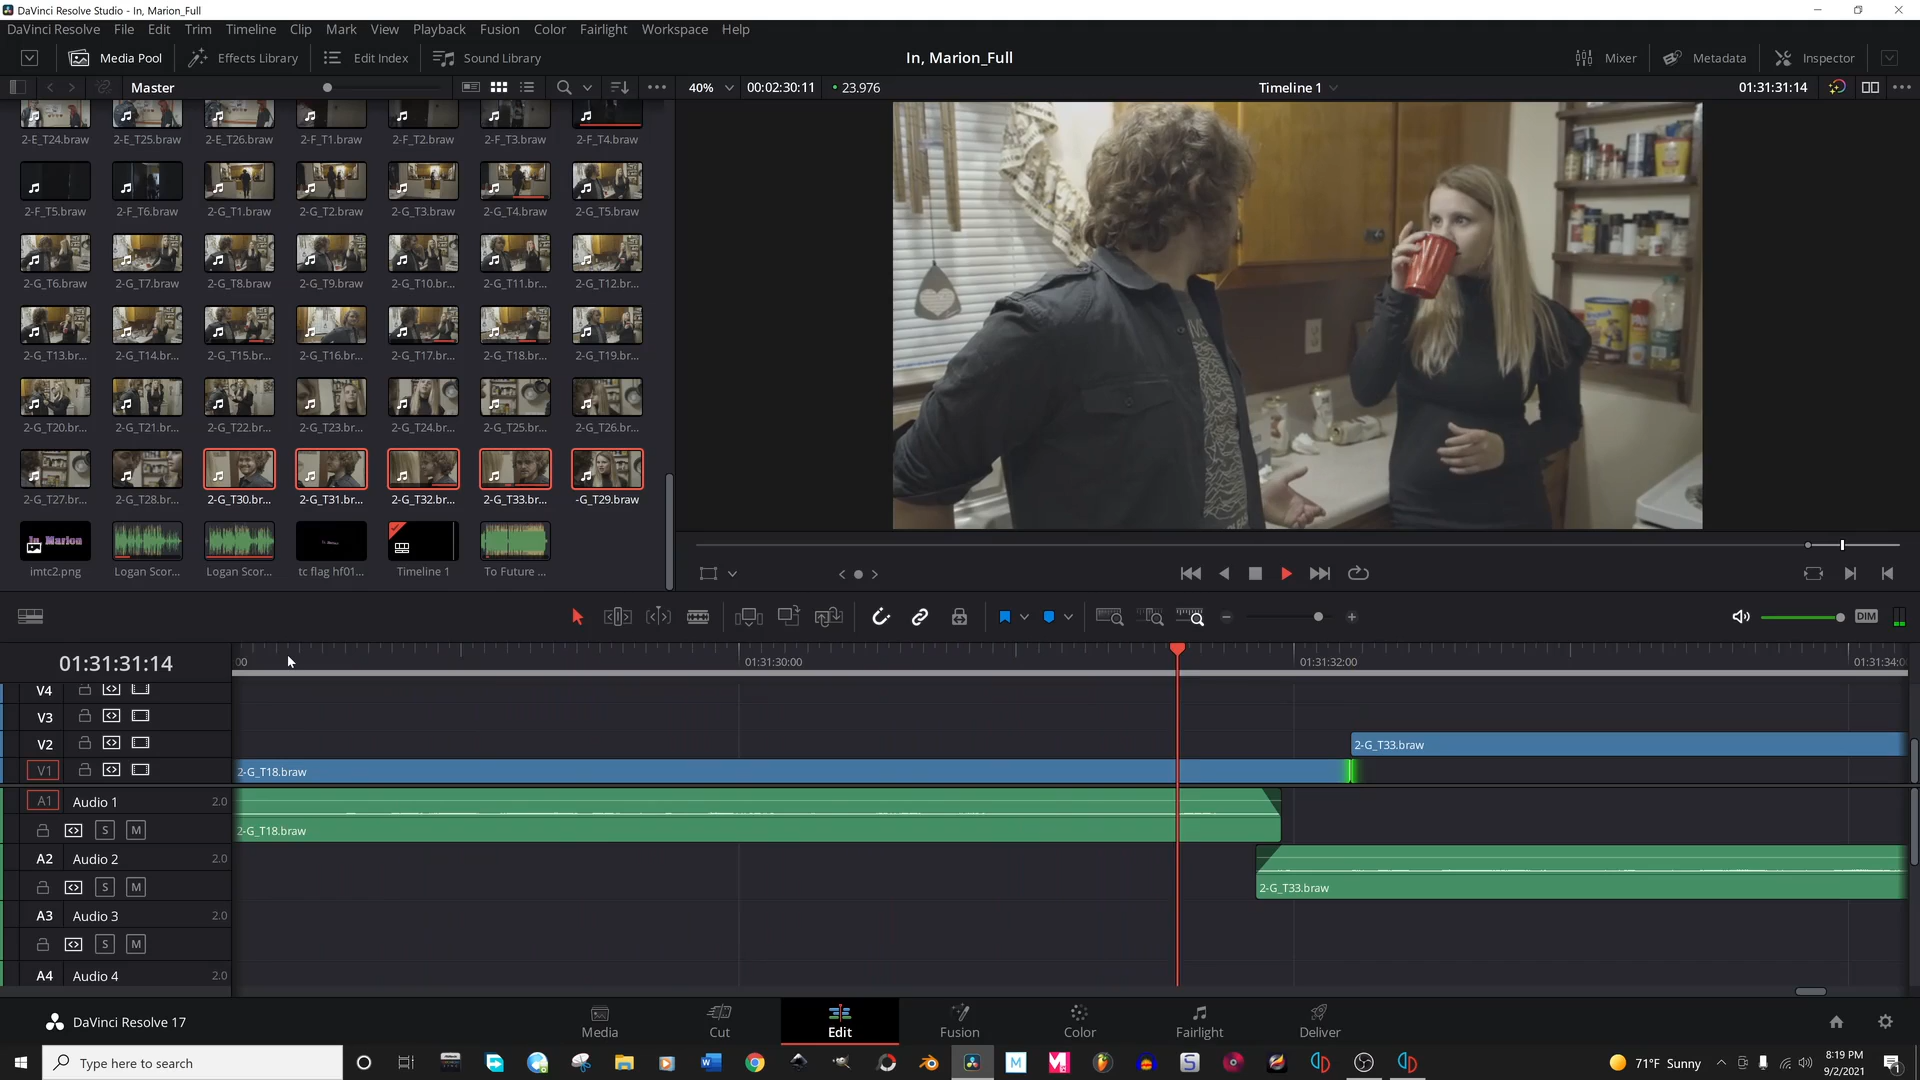 DaVinci Resolve Studio - In, Marion_Full
DaVinci Resolve File Edit Trim Timeline Clip Mark View Playback Fusion Color Fairlight Workspace Help
Media Pool Effects Library Edit Index Sound Library In, Marion_Full Mixer Metadata Inspector
Master 40% 00:02:30:11 23.976 Timeline 1 01:31:31:14
2-E_T24.braw 2-E_T25.braw 2-E_T26.braw 2-F_T1.braw 2-F_T2.braw 2-F_T3.braw 2-F_T4.braw
2-F_T5.braw 2-F_T6.braw 2-G_T1.braw 2-G_T2.braw 2-G_T3.braw 2-G_T4.braw 2-G_T5.braw
2-G_T6.braw 2-G_T7.braw 2-G_T8.braw 2-G_T9.braw 2-G_T10.br... 2-G_T11.br... 2-G_T12.br...
2-G_T13.br... 2-G_T14.br... 2-G_T15.br... 2-G_T16.br... 2-G_T17.br... 2-G_T18.br... 2-G_T19.br...
2-G_T20.br... 2-G_T21.br... 2-G_T22.br... 2-G_T23.br... 2-G_T24.br... 2-G_T25.br... 2-G_T26.br...
2-G_T27.br... 2-G_T28.br... 2-G_T30.br... 2-G_T31.br... 2-G_T32.br... 2-G_T33.br... -G_T29.braw
In, Marion
imtc2.png Logan Scor... Logan Scor... tc flag hf01... Timeline 1 To Future ...
DIM
01:31:31:14 00 01:31:30:00 01:31:32:00 01:31:34:0
V4
V3
V2 2-G_T33.braw
V1 2-G_T18.braw
A1 Audio 1 2.0
S M 2-G_T18.braw
A2 Audio 2 2.0
S M 2-G_T33.braw
A3 Audio 3 2.0
S M
A4 Audio 4 2.0
DaVinci Resolve 17 Media Cut Edit Fusion Color Fairlight Deliver
Type here to search 71°F Sunny 8:19 PM
9/2/2021